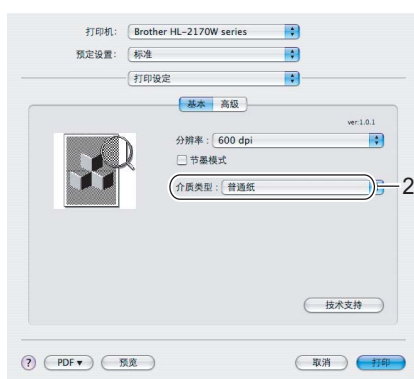 打印机： Brother HL-2170W series
预定设置： 标准
打印设定
基本 高级
ver:1.0.1
分辨率： 600 dpi
节墨模式
介质类型： 普通纸 2
技术支持
? PDF▼ 预览 取消 打印